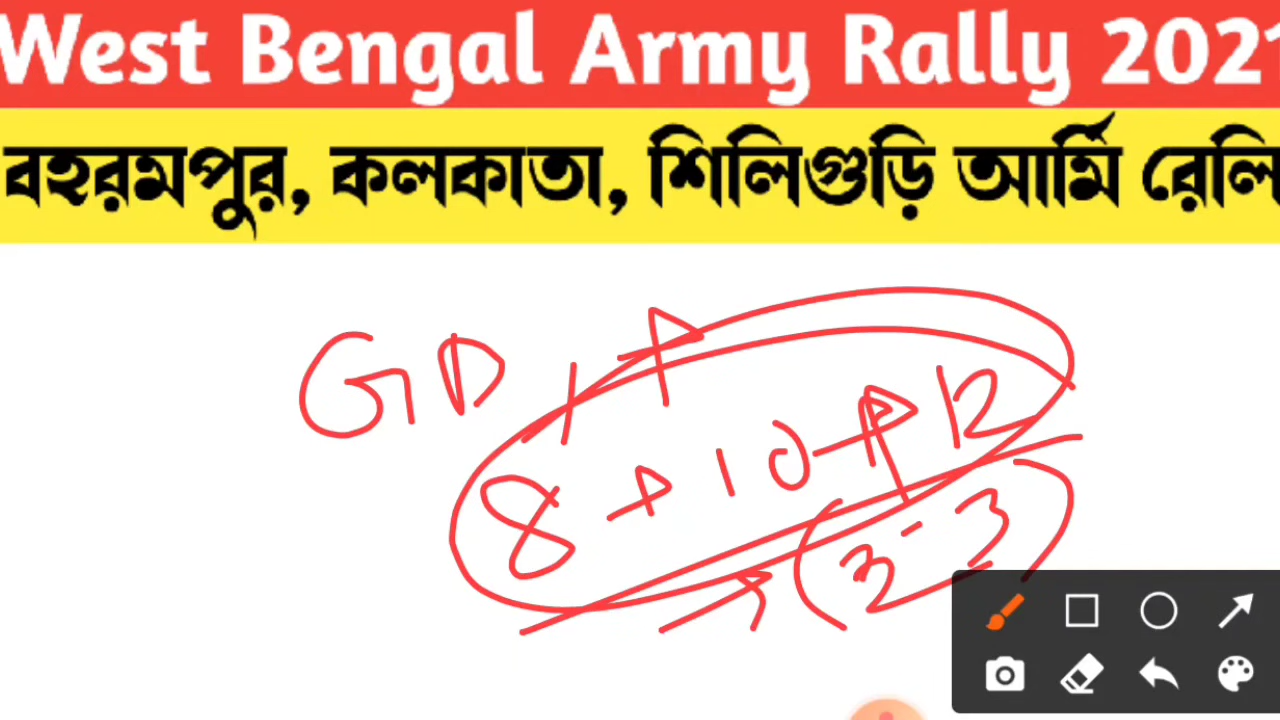 West Bengal Army Rally 2021
বহরমপুর, কলকাতা, শিলিগুড়ি আর্মি রেলি
GD
8 → 10 → 12